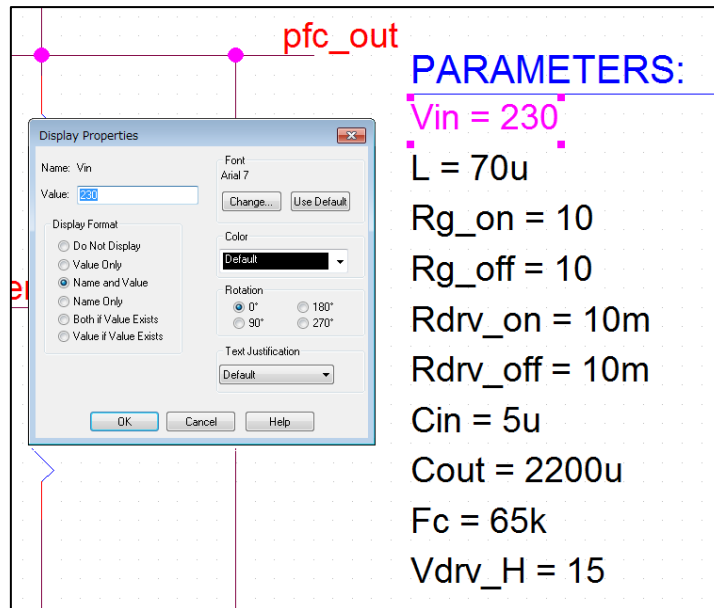 pfc_out
PARAMETERS:
Vin = 230
L = 70u
Rg_on = 10
Rg_off = 10
Rdrv_on = 10m
Rdrv_off = 10m
Cin = 5u
Cout = 2200u
Fc = 65k
Vdrv_H = 15
Display Properties
Name: Vin
Value: 230
Display Format
Do Not Display
Value Only
Name and Value
Name Only
Both if Value Exists
Value if Value Exists
Font
Arial 7
Change... Use Default
Color
Default
Rotation
0° 180°
90° 270°
Text Justification
Default
OK Cancel Help